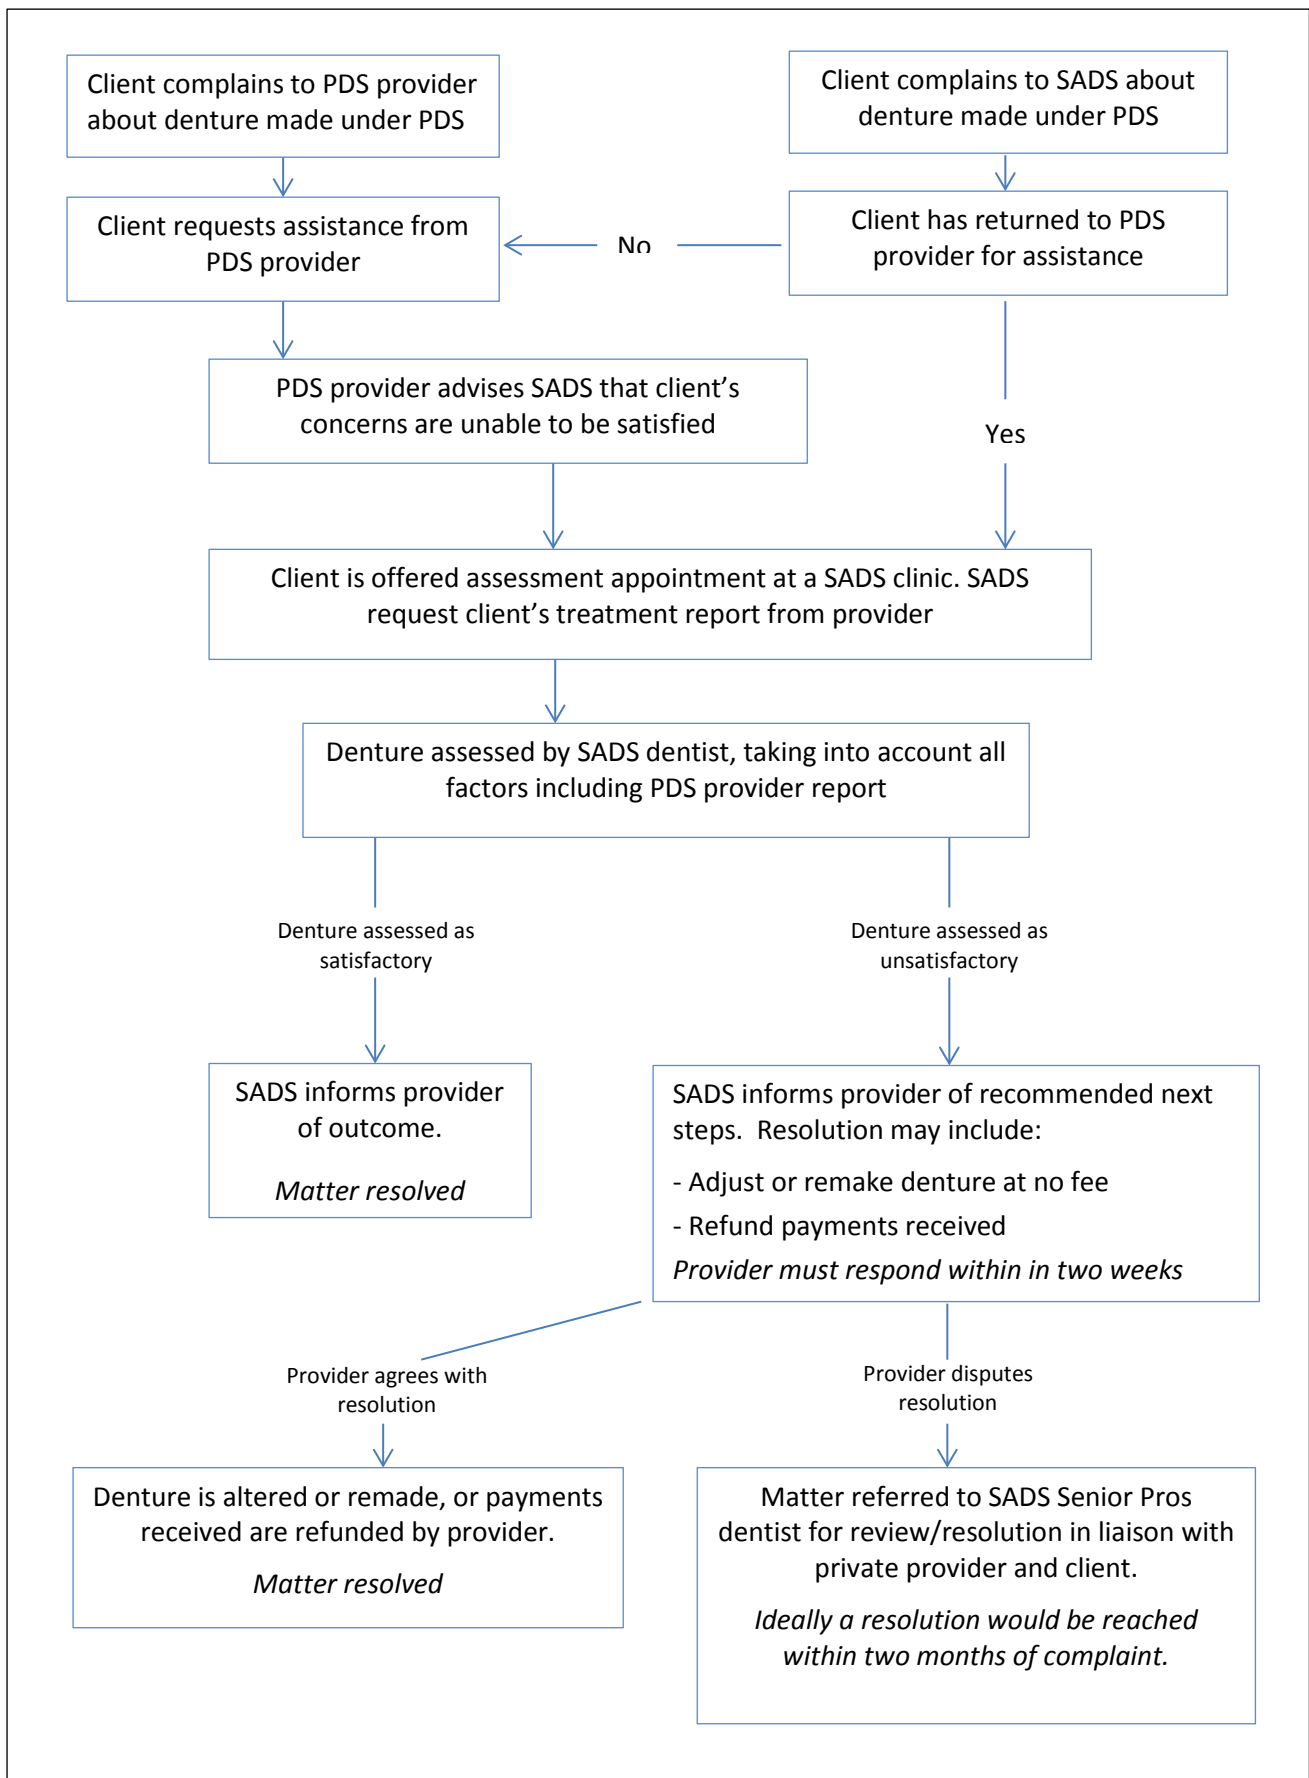 Client complains to PDS provider
about denture made under PDS
Client complains to SADS about
denture made under PDS
Client requests assistance from
PDS provider
No
Client has returned to PDS
provider for assistance
PDS provider advises SADS that client’s
concerns are unable to be satisfied
Yes
Client is offered assessment appointment at a SADS clinic. SADS
request client’s treatment report from provider
Denture assessed by SADS dentist, taking into account all
factors including PDS provider report
Denture assessed as
satisfactory
Denture assessed as
unsatisfactory
SADS informs provider
of outcome.
Matter resolved
SADS informs provider of recommended next
steps.  Resolution may include:
- Adjust or remake denture at no fee
- Refund payments received
Provider must respond within in two weeks
Provider agrees with
resolution
Provider disputes
resolution
Denture is altered or remade, or payments
received are refunded by provider.
Matter resolved
Matter referred to SADS Senior Pros
dentist for review/resolution in liaison with
private provider and client.
Ideally a resolution would be reached
within two months of complaint.